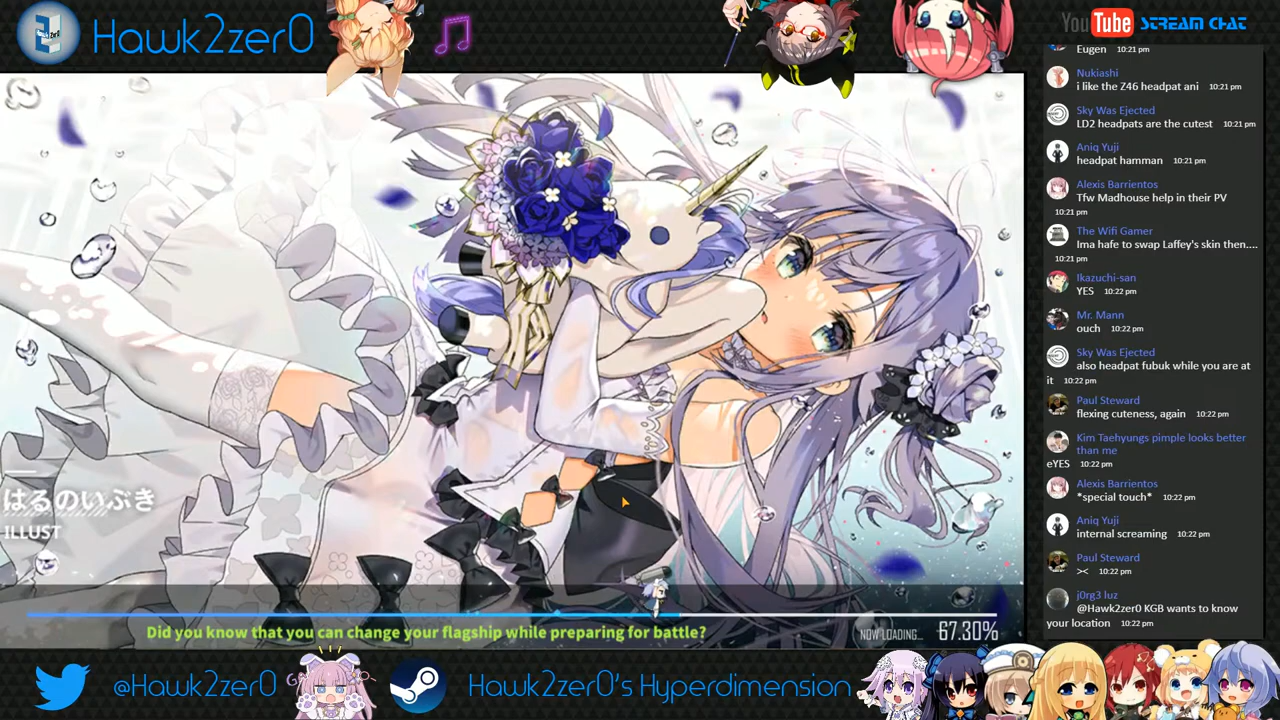 Hawk2zer0
You Tube STREAM CHAT
Eugen 10:21 pm
Nukiashi
i like the Z46 headpat ani 10:21 pm
Sky Was Ejected
LD2 headpats are the cutest 10:21 pm
Aniq Yuji
headpat hamman 10:21 pm
Alexis Barrientos
Tfw Madhouse help in their PV
10:21 pm
The Wifi Gamer
Ima hafe to swap Laffey's skin then....
10:21 pm
Ikazuchi-san
YES 10:22 pm
Mr. Mann
ouch 10:22 pm
Sky Was Ejected
also headpat fubuk while you are at
it 10:22 pm
Paul Steward
flexing cuteness, again 10:22 pm
Kim Taehyungs pimple looks better
than me
eYES 10:22 pm
Alexis Barrientos
*special touch* 10:22 pm
Aniq Yuji
internal screaming 10:22 pm
Paul Steward
>< 10:22 pm
j0rg3 luz
@Hawk2zer0 KGB wants to know
your location 10:22 pm
はるのいぶき
ILLUST
Did you know that you can change your flagship while preparing for battle?
NOW LOADING... 67.30%
@Hawk2zer0
Hawk2zer0's Hyperdimension